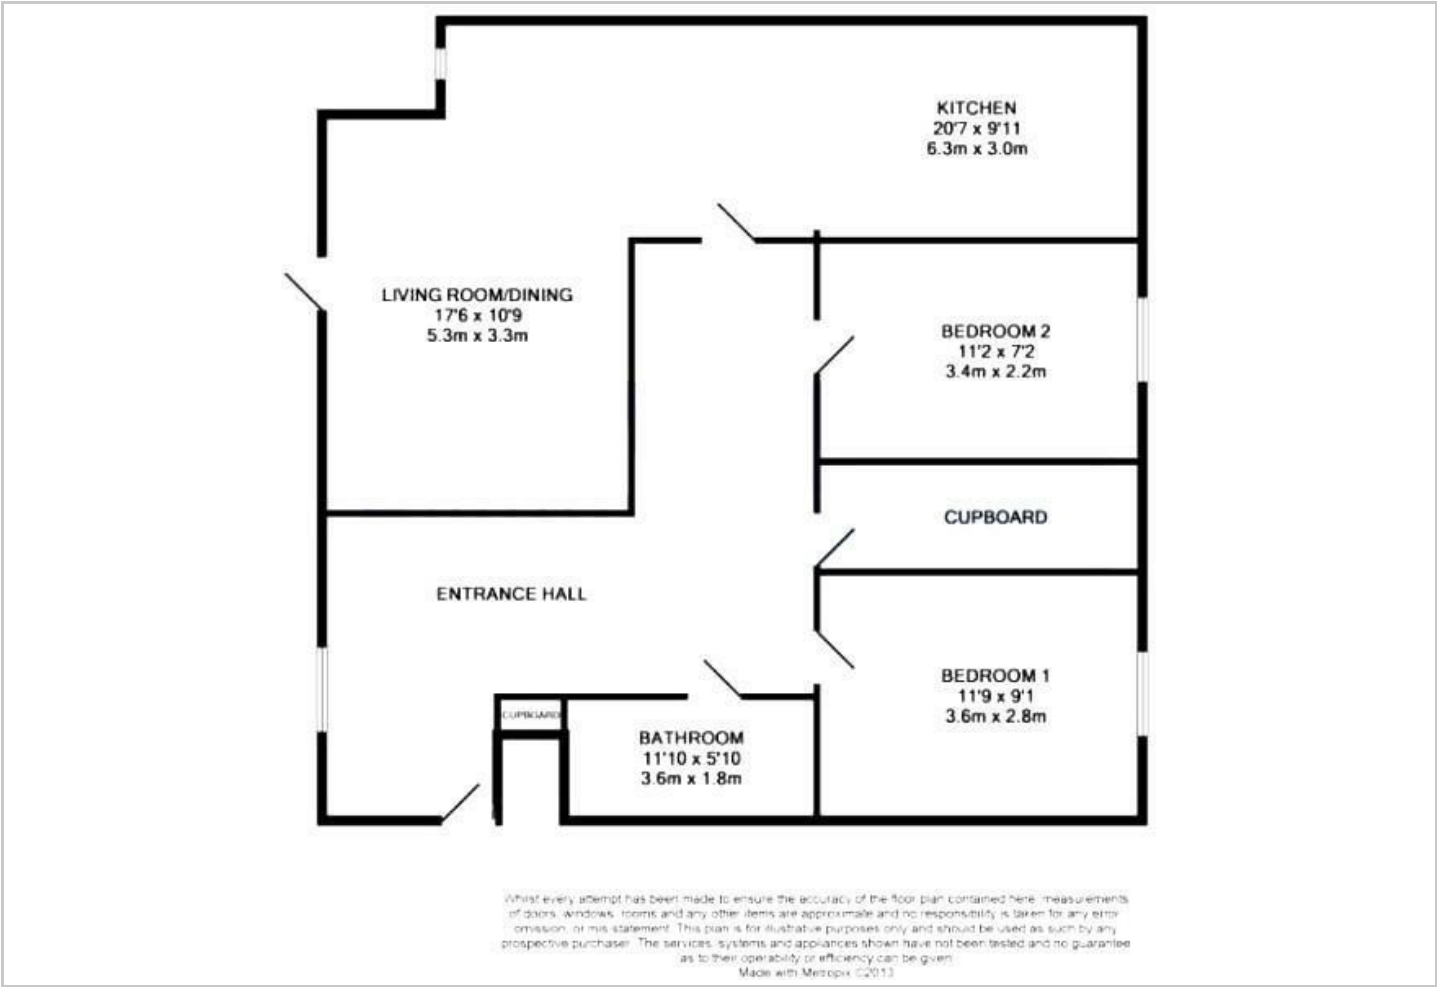 KITCHEN
20'7 x 9'11
6.3m x 3.0m
LIVING ROOM/DINING
17'6 x 10'9
5.3m x 3.3m
BEDROOM 2
11'2 x 7'2
3.4m x 2.2m
CUPBOARD
ENTRANCE HALL
BEDROOM 1
11'9 x 9'1
3.6m x 2.8m
CUPBOARD
BATHROOM
11'10 x 5'10
3.6m x 1.8m
Whilst every attempt has been made to ensure the accuracy of the floor plan contained here, measurements
of doors, windows, rooms and any other items are approximate and no responsibility is taken for any error,
omission, or mis-statement. This plan is for illustrative purposes only and should be used as such by any
prospective purchaser. The services, systems and appliances shown have not been tested and no guarantee
as to their operability or efficiency can be given
Made with Metropix ©2013